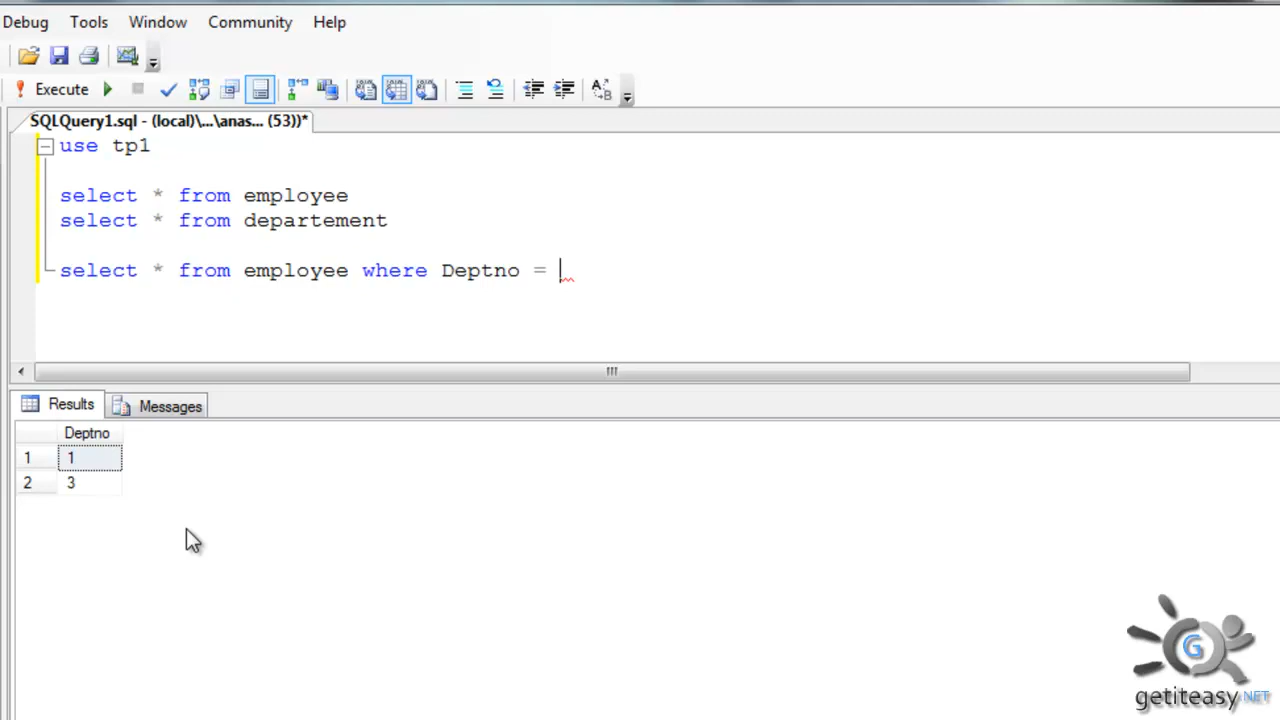 Debug Tools Window Community Help
Execute
SQLQuery1.sql - (local)\...\anas... (53))*
use tp1
select * from employee
select * from departement
select * from employee where Deptno =
Results Messages
Deptno
1 1
2 3
G
getiteasy.NET